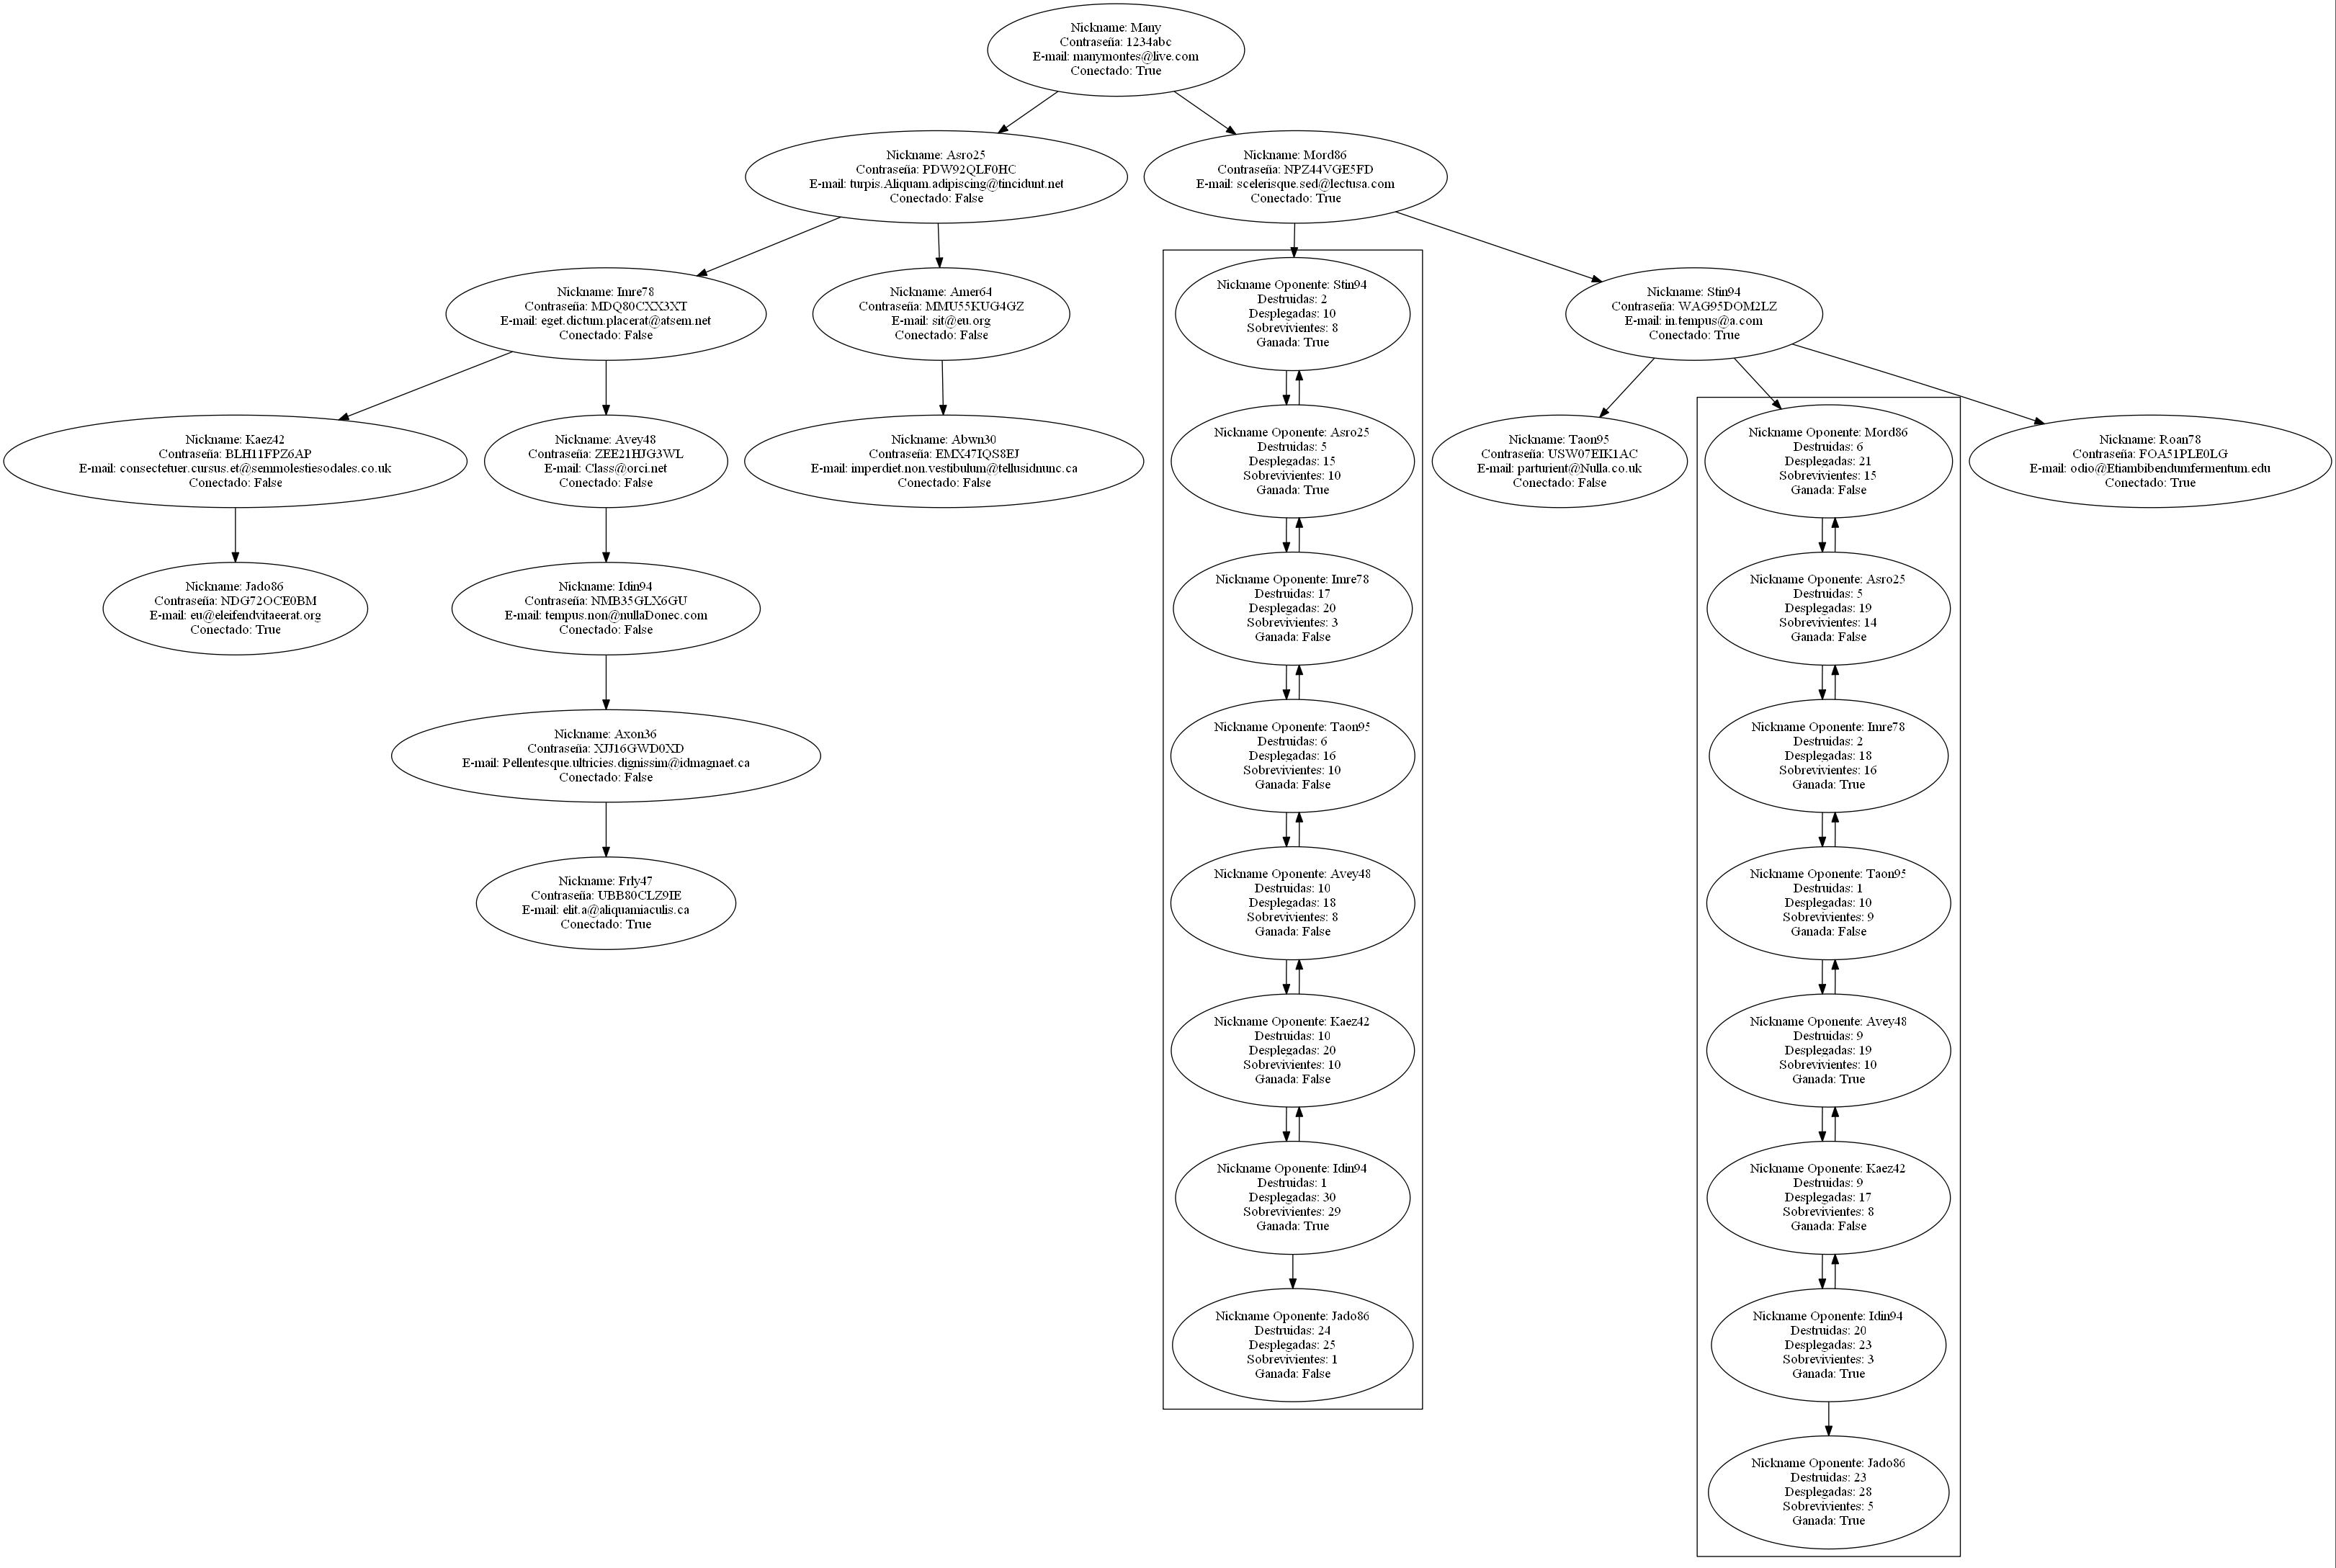 Nickname: Many
Contraseña: 1234abc
E-mail: manymontes@live.com
Conectado: True
Nickname: Asro25
Contraseña: PDW92QLF0HC
E-mail: turpis.Aliquam.adipiscing@tincidunt.net
Conectado: False
Nickname: Mord86
Contraseña: NPZ44VGE5FD
E-mail: scelerisque.sed@lectusa.com
Conectado: True
Nickname: Imre78
Contraseña: MDQ80CXX3XT
E-mail: eget.dictum.placerat@atsem.net
Conectado: False
Nickname: Amer64
Contraseña: MMU55KUG4GZ
E-mail: sit@eu.org
Conectado: False
Nickname Oponente: Stin94
Destruidas: 2
Desplegadas: 10
Sobrevivientes: 8
Ganada: True
Nickname: Stin94
Contraseña: WAG95DOM2LZ
E-mail: in.tempus@a.com
Conectado: True
Nickname: Kaez42
Contraseña: BLH11FPZ6AP
E-mail: consectetuer.cursus.et@semmolestiesodales.co.uk
Conectado: False
Nickname: Avey48
Contraseña: ZEE21HJG3WL
E-mail: Class@orci.net
Conectado: False
Nickname: Abwn30
Contraseña: EMX47IQS8EJ
E-mail: imperdiet.non.vestibulum@tellusidnunc.ca
Conectado: False
Nickname Oponente: Asro25
Destruidas: 5
Desplegadas: 15
Sobrevivientes: 10
Ganada: True
Nickname: Taon95
Contraseña: USW07EIK1AC
E-mail: parturient@Nulla.co.uk
Conectado: False
Nickname Oponente: Mord86
Destruidas: 6
Desplegadas: 21
Sobrevivientes: 15
Ganada: False
Nickname: Roan78
Contraseña: FOA51PLE0LG
E-mail: odio@Etiambibendumfermentum.edu
Conectado: True
Nickname: Jado86
Contraseña: NDG72OCE0BM
E-mail: eu@eleifendvitaeerat.org
Conectado: True
Nickname: Idin94
Contraseña: NMB35GLX6GU
E-mail: tempus.non@nullaDonec.com
Conectado: False
Nickname Oponente: Imre78
Destruidas: 17
Desplegadas: 20
Sobrevivientes: 3
Ganada: False
Nickname Oponente: Asro25
Destruidas: 5
Desplegadas: 19
Sobrevivientes: 14
Ganada: False
Nickname: Axon36
Contraseña: XJJ16GWD0XD
E-mail: Pellentesque.ultricies.dignissim@idmagnaet.ca
Conectado: False
Nickname Oponente: Taon95
Destruidas: 6
Desplegadas: 16
Sobrevivientes: 10
Ganada: False
Nickname Oponente: Imre78
Destruidas: 2
Desplegadas: 18
Sobrevivientes: 16
Ganada: True
Nickname: Frly47
Contraseña: UBB80CLZ9IE
E-mail: elit.a@aliquamiaculis.ca
Conectado: True
Nickname Oponente: Avey48
Destruidas: 10
Desplegadas: 18
Sobrevivientes: 8
Ganada: False
Nickname Oponente: Taon95
Destruidas: 1
Desplegadas: 10
Sobrevivientes: 9
Ganada: False
Nickname Oponente: Kaez42
Destruidas: 10
Desplegadas: 20
Sobrevivientes: 10
Ganada: False
Nickname Oponente: Avey48
Destruidas: 9
Desplegadas: 19
Sobrevivientes: 10
Ganada: True
Nickname Oponente: Idin94
Destruidas: 1
Desplegadas: 30
Sobrevivientes: 29
Ganada: True
Nickname Oponente: Kaez42
Destruidas: 9
Desplegadas: 17
Sobrevivientes: 8
Ganada: False
Nickname Oponente: Jado86
Destruidas: 24
Desplegadas: 25
Sobrevivientes: 1
Ganada: False
Nickname Oponente: Idin94
Destruidas: 20
Desplegadas: 23
Sobrevivientes: 3
Ganada: True
Nickname Oponente: Jado86
Destruidas: 23
Desplegadas: 28
Sobrevivientes: 5
Ganada: True